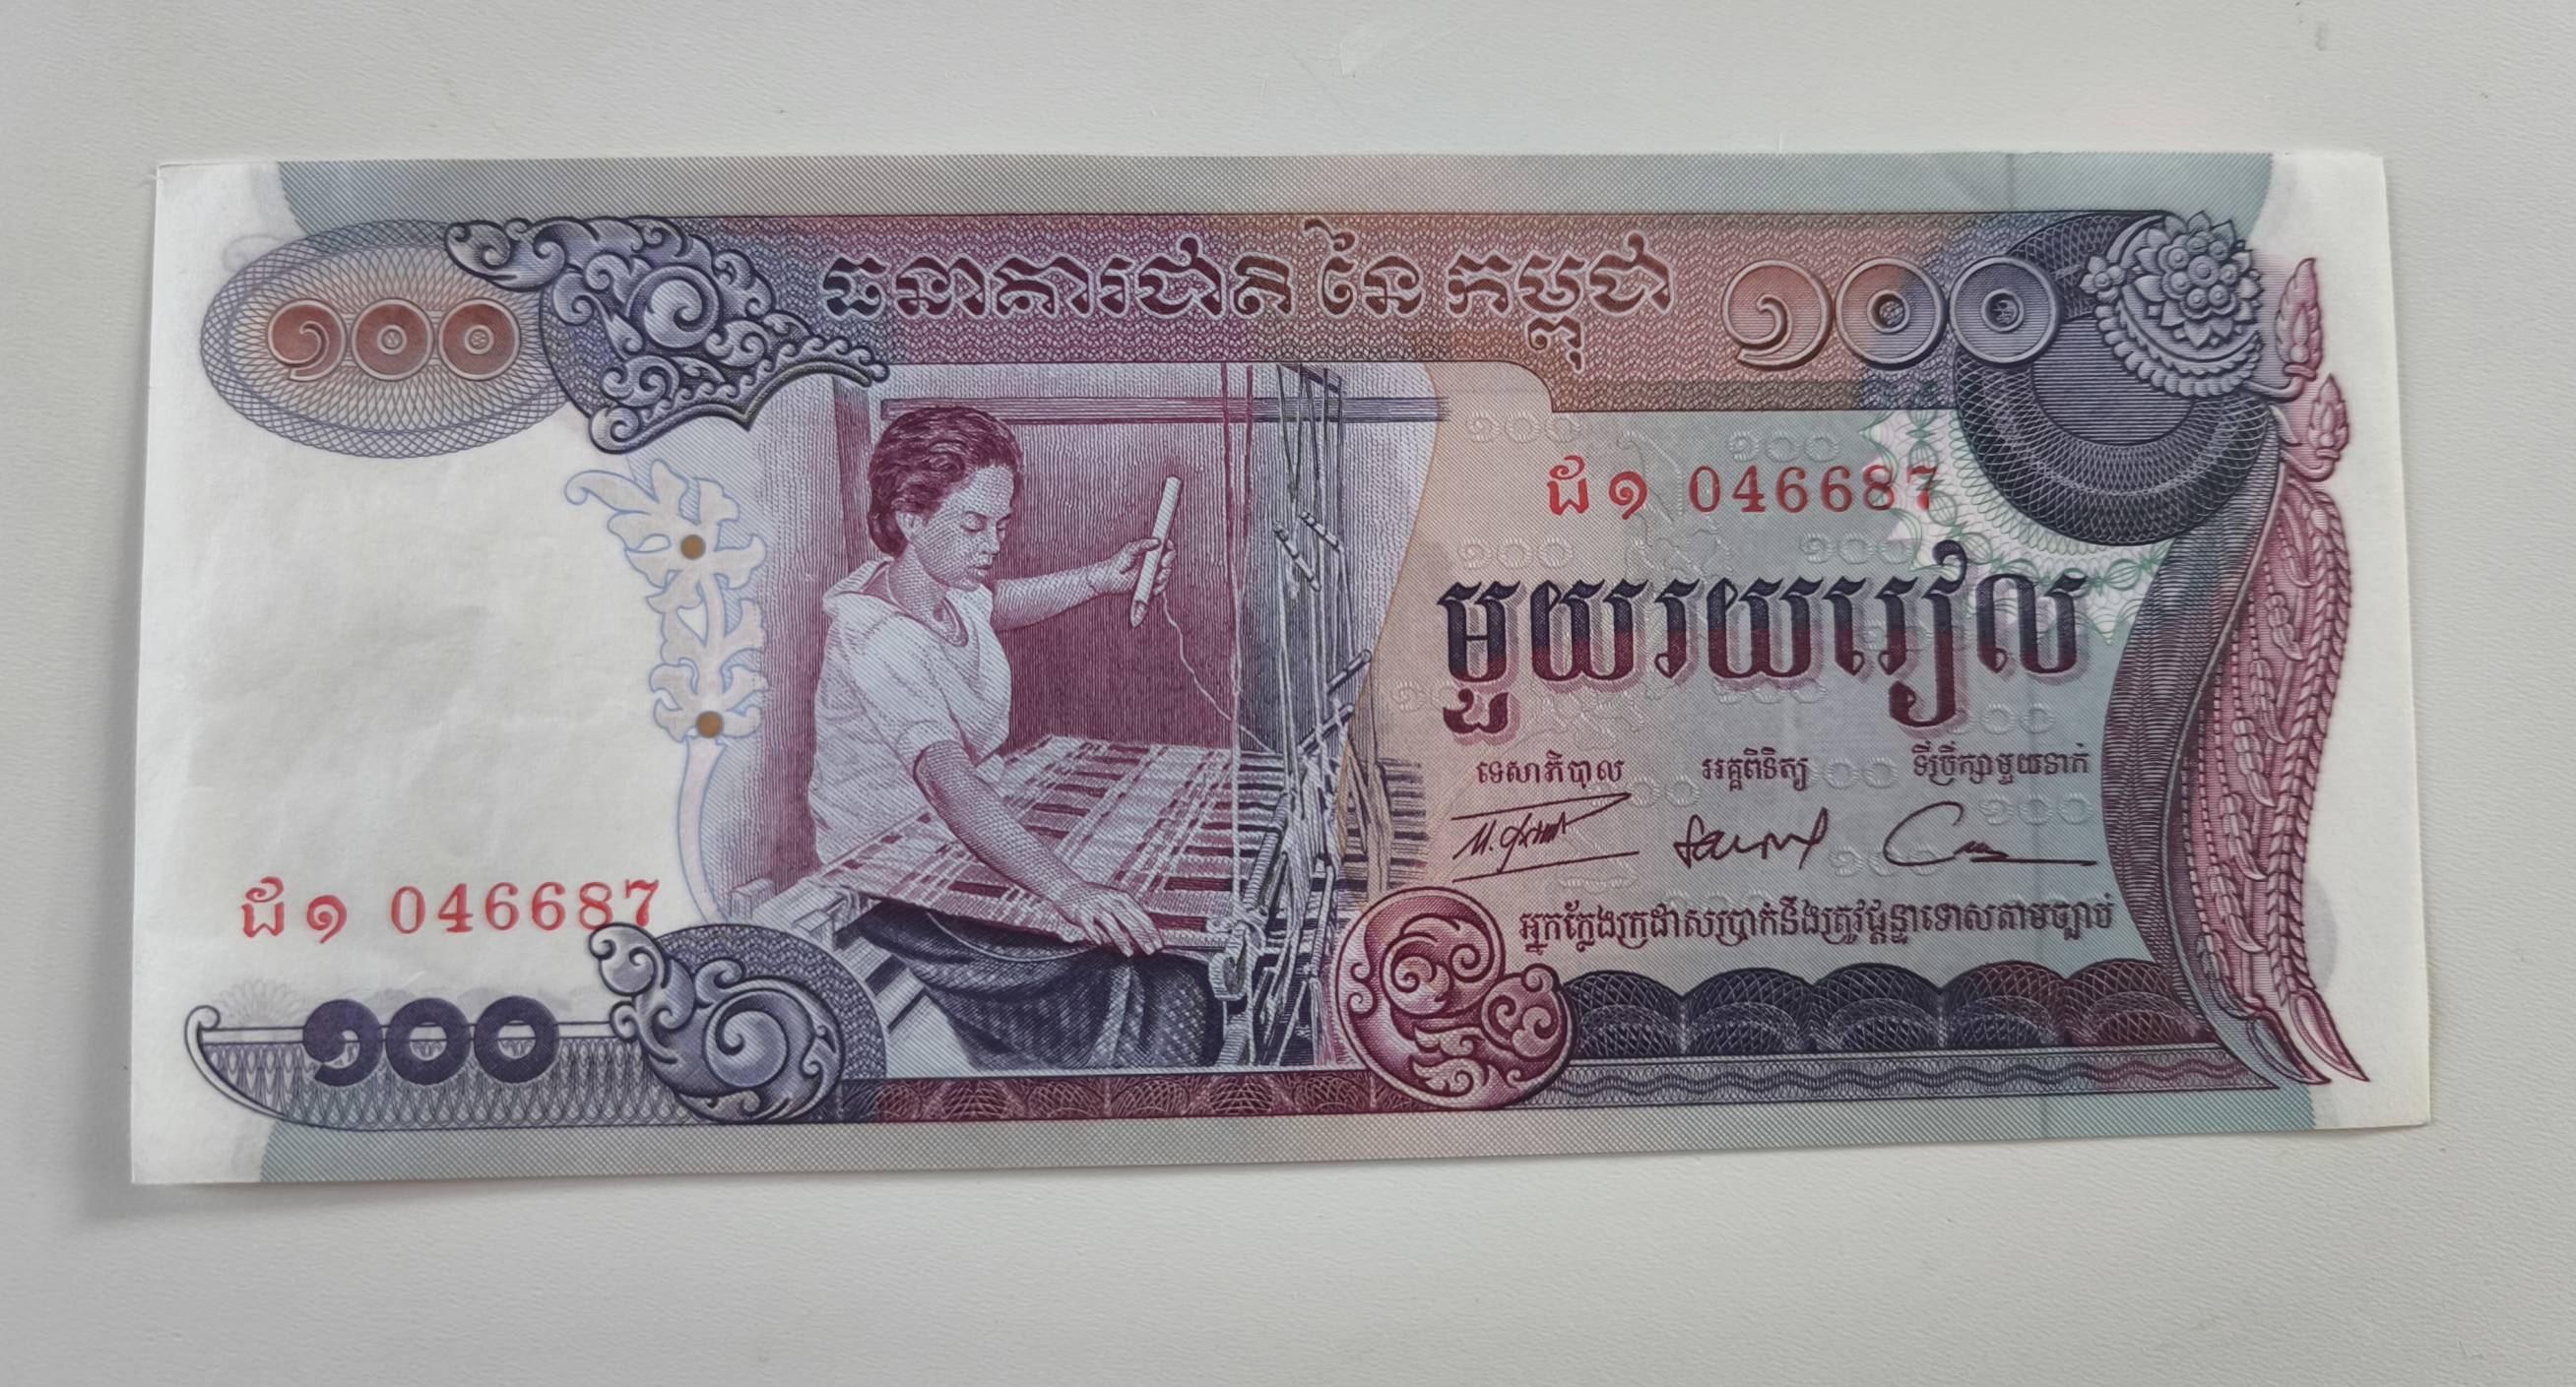 ធនាគារជាតិ នៃ កម្ពុជា
១០០
១០០
ជ១ 046687
មួយរយរៀល
ទេសាភិបាល អគ្គពិនិត្យ ទីប្រឹក្សាមួយនាក់
ជ១ 046687
អ្នកក្លែងក្រដាសប្រាក់នឹងត្រូវផ្តន្ទាទោសតាមច្បាប់
១០០